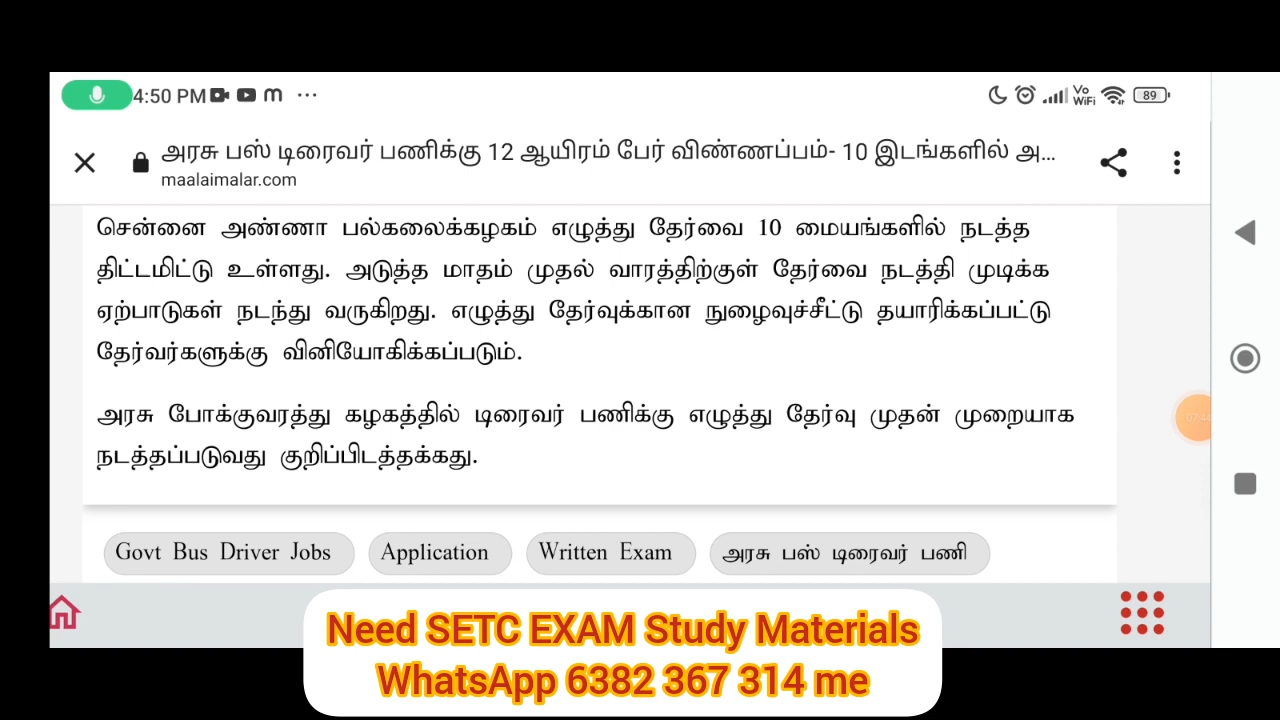 4:50 PM
Vo WiFi
89
அரசு பஸ் டிரைவர் பணிக்கு 12 ஆயிரம் பேர் விண்ணப்பம்- 10 இடங்களில் அ...
maalaimalar.com
சென்னை அண்ணா பல்கலைக்கழகம் எழுத்து தேர்வை 10 மையங்களில் நடத்த
திட்டமிட்டு உள்ளது. அடுத்த மாதம் முதல் வாரத்திற்குள் தேர்வை நடத்தி முடிக்க
ஏற்பாடுகள் நடந்து வருகிறது. எழுத்து தேர்வுக்கான நுழைவுச்சீட்டு தயாரிக்கப்பட்டு
தேர்வர்களுக்கு வினியோகிக்கப்படும்.
அரசு போக்குவரத்து கழகத்தில் டிரைவர் பணிக்கு எழுத்து தேர்வு முதன் முறையாக
நடத்தப்படுவது குறிப்பிடத்தக்கது.
Govt Bus Driver Jobs Application Written Exam அரசு பஸ் டிரைவர் பணி
Need SETC EXAM Study Materials
WhatsApp 6382 367 314 me